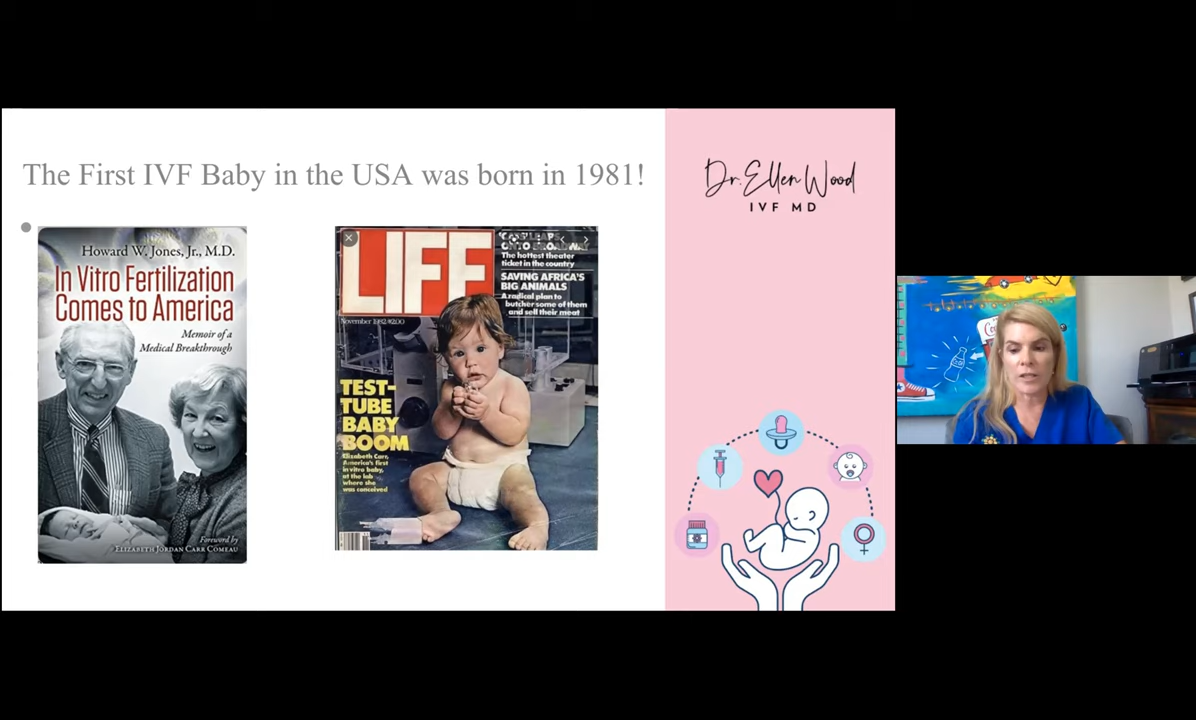 The First IVF Baby in the USA was born in 1981!
Howard W. Jones, Jr., M.D.
In Vitro Fertilization
Comes to America
Memoir of a
Medical Breakthrough
Foreword by
ELIZABETH JORDAN CARR COMEAU
LIFE
November 1982
The hottest theater
ticket in the country
SAVING AFRICA'S
BIG ANIMALS
A radical plan to
butcher some of them
and sell their meat
TEST-
TUBE
BABY
BOOM
Elizabeth Carr,
America's first
in vitro baby,
at the lab
where she
was conceived
Dr. Ellen Wood
IVF MD